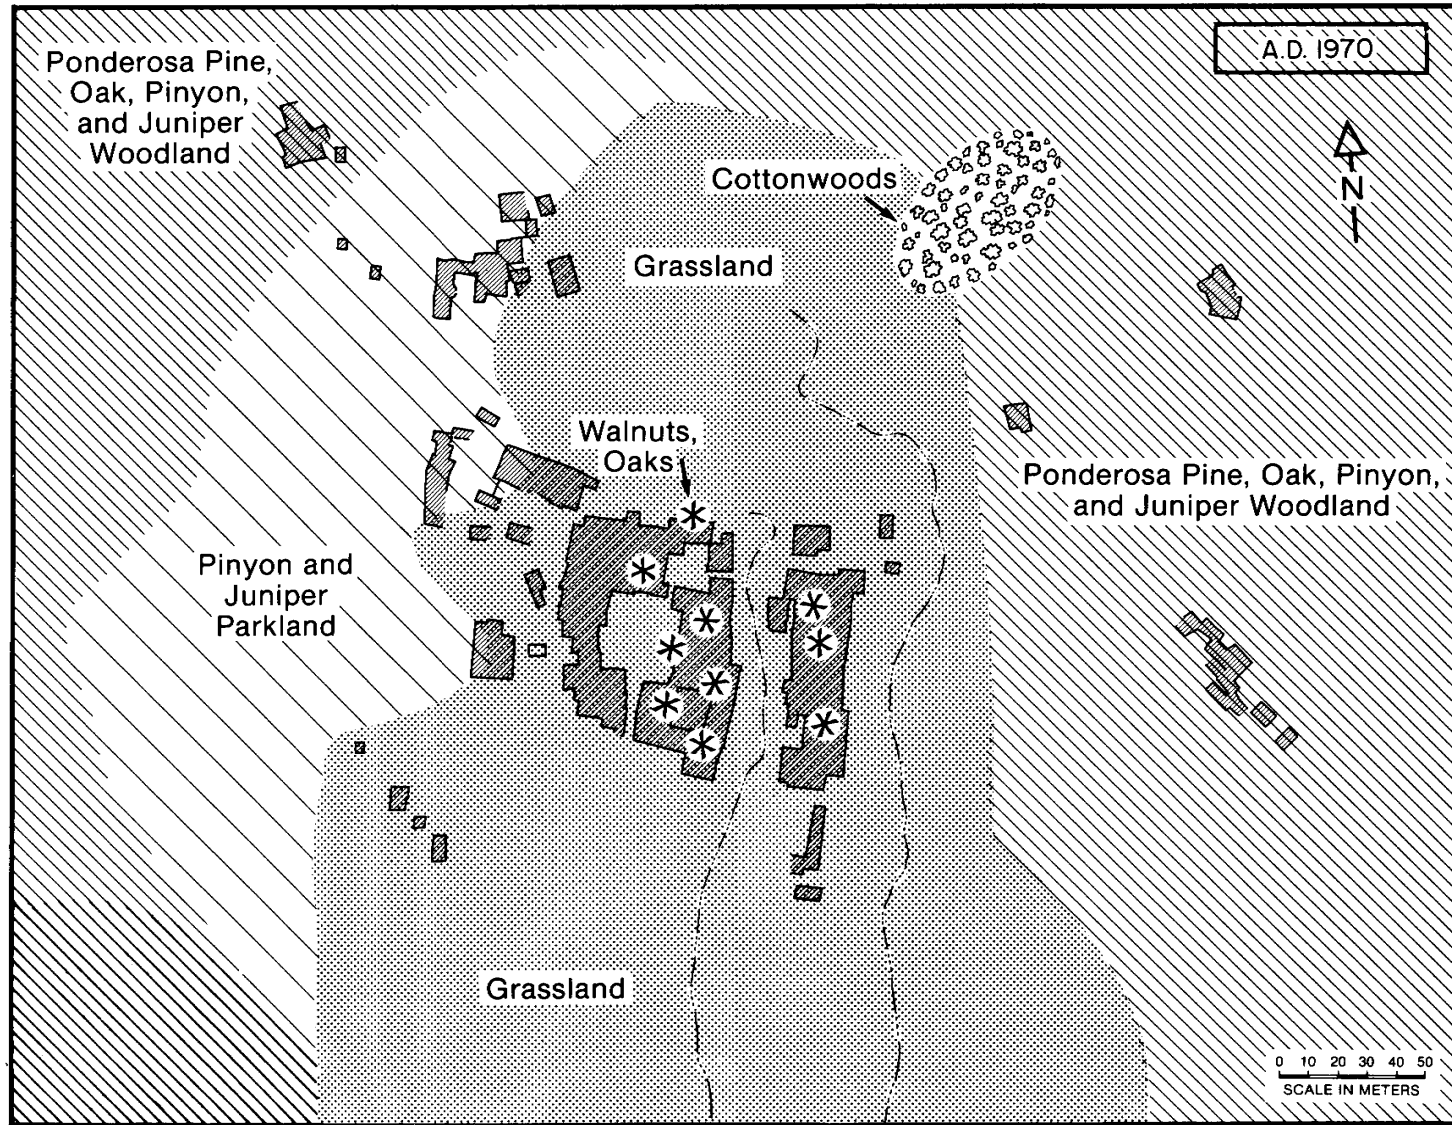 A.D. 1970
Ponderosa Pine,
Oak, Pinyon,
and Juniper
Woodland
Cottonwoods
N
Grassland
Walnuts,
Oaks
Ponderosa Pine, Oak, Pinyon,
and Juniper Woodland
Pinyon and
Juniper
Parkland
Grassland
0 10 20 30 40 50
SCALE IN METERS